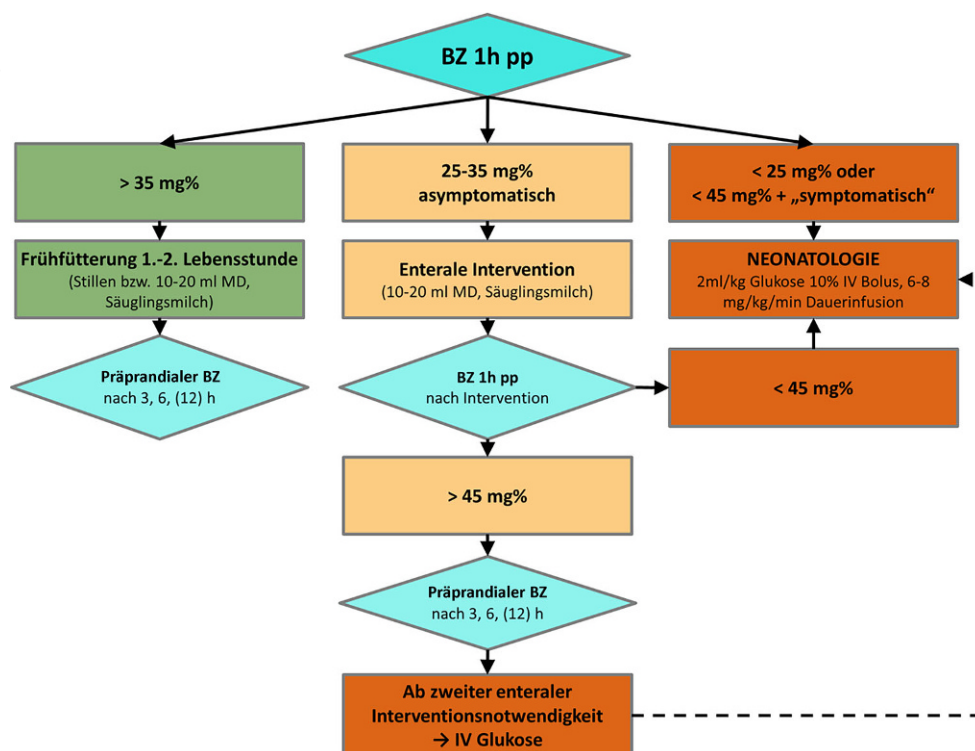 BZ 1h pp
> 35 mg%
25-35 mg%
asymptomatisch
< 25 mg% oder
< 45 mg% + „symptomatisch“
Frühfütterung 1.-2. Lebensstunde
(Stillen bzw. 10-20 ml MD,
Säuglingsmilch)
Enterale Intervention
(10-20 ml MD, Säuglingsmilch)
NEONATOLOGIE
2ml/kg Glukose 10% IV Bolus, 6-8
mg/kg/min Dauerinfusion
Präprandialer BZ
nach 3, 6, (12) h
BZ 1h pp
nach Intervention
< 45 mg%
> 45 mg%
Präprandialer BZ
nach 3, 6, (12) h
Ab zweiter enteraler
Interventionsnotwendigkeit
→ IV Glukose